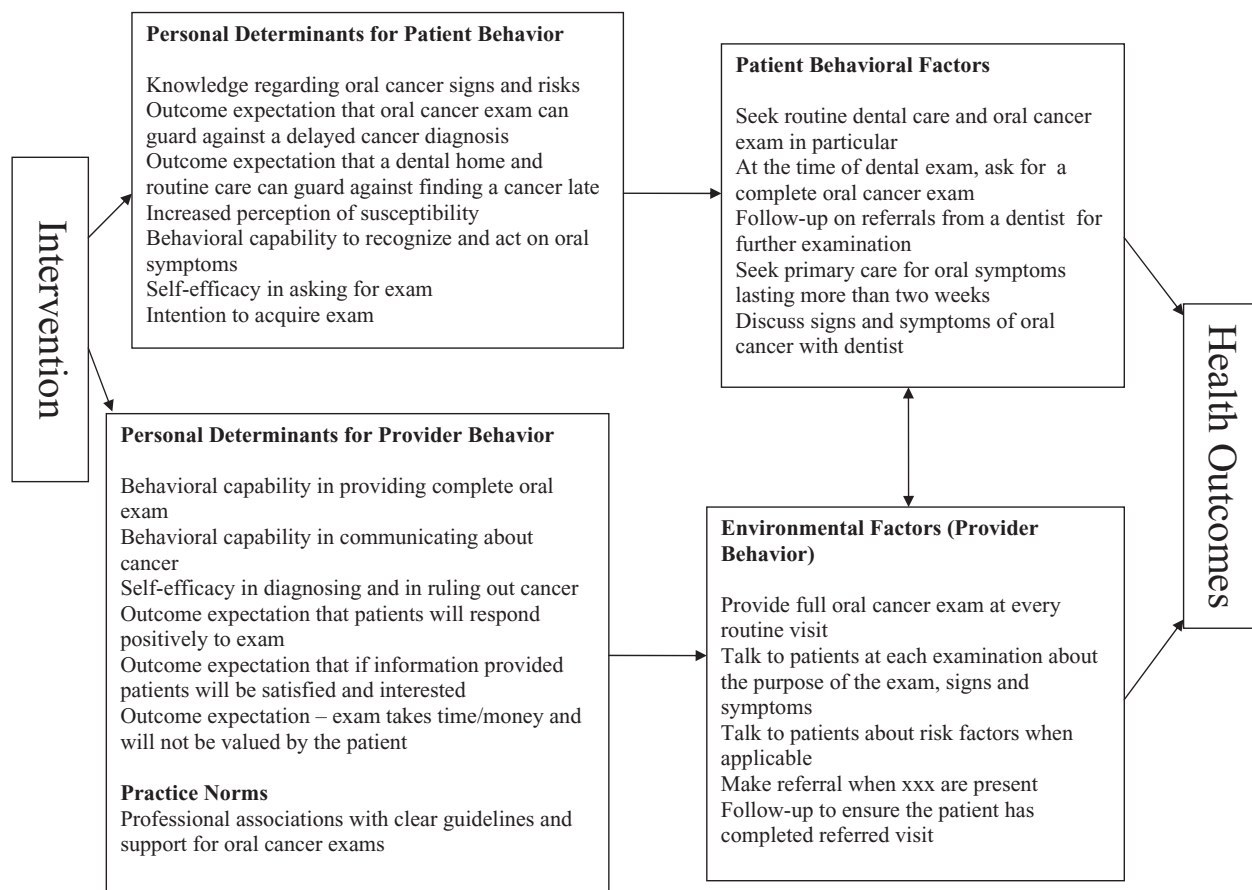 Intervention
Personal Determinants for Patient Behavior
Knowledge regarding oral cancer signs and risks
Outcome expectation that oral cancer exam can
guard against a delayed cancer diagnosis
Outcome expectation that a dental home and
routine care can guard against finding a cancer late
Increased perception of susceptibility
Behavioral capability to recognize and act on oral
symptoms
Self-efficacy in asking for exam
Intention to acquire exam
Personal Determinants for Provider Behavior
Behavioral capability in providing complete oral
exam
Behavioral capability in communicating about
cancer
Self-efficacy in diagnosing and in ruling out cancer
Outcome expectation that patients will respond
positively to exam
Outcome expectation that if information provided
patients will be satisfied and interested
Outcome expectation – exam takes time/money and
will not be valued by the patient
Practice Norms
Professional associations with clear guidelines and
support for oral cancer exams
Patient Behavioral Factors
Seek routine dental care and oral cancer
exam in particular
At the time of dental exam, ask for a
complete oral cancer exam
Follow-up on referrals from a dentist for
further examination
Seek primary care for oral symptoms
lasting more than two weeks
Discuss signs and symptoms of oral
cancer with dentist
Environmental Factors (Provider
Behavior)
Provide full oral cancer exam at every
routine visit
Talk to patients at each examination about
the purpose of the exam, signs and
symptoms
Talk to patients about risk factors when
applicable
Make referral when xxx are present
Follow-up to ensure the patient has
completed referred visit
Health Outcomes